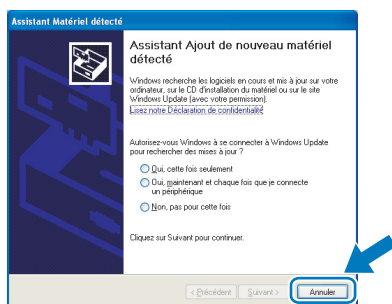 Assistant Matériel détecté
Assistant Ajout de nouveau matériel
détecté
Windows recherche les logiciels en cours et mis à jour sur votre
ordinateur, sur le CD d'installation du matériel ou sur le site
Windows Update (avec votre permission).
Lisez notre Déclaration de confidentialité
Autorisez-vous Windows à se connecter à Windows Update
pour rechercher des mises à jour ?
Oui, cette fois seulement
Oui, maintenant et chaque fois que je connecte
un périphérique
Non, pas pour cette fois
Cliquez sur Suivant pour continuer.
< Précédent Suivant > Annuler